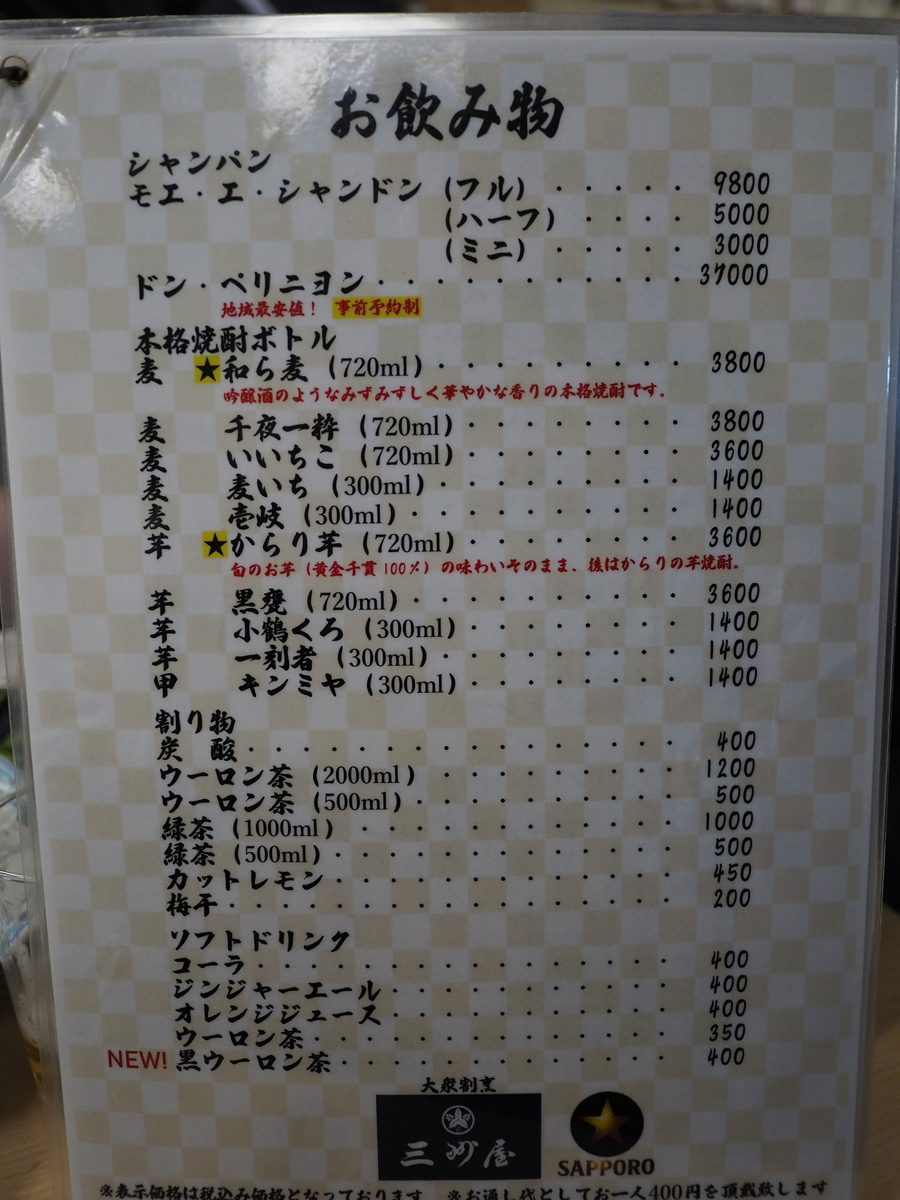 お飲み物
シャンパン
モエ・エ・シャンドン (フル) ・・・・・ 9800
(ハーフ) ・・・・ 5000
(ミニ) ・・・・・ 3000
ドン・ペリニヨン・・・・・・・・・・・・ 37000
地域最安値！ 事前予約制
本格焼酎ボトル
麦 ★和ら麦 (720ml)・・・・・・・・・・ 3800
吟醸酒のようなみずみずしく華やかな香りの本格焼酎です。
麦 千夜一粋 (720ml)・・・・・・・・ 3800
麦 いいちこ (720ml)・・・・・・・・ 3600
麦 麦いち (300ml)・・・・・・・・・ 1400
麦 壱岐 (300ml)・・・・・・・・・・ 1400
芋 ★からり芋 (720ml)・・・・・・・・ 3600
旬のお芋 (黄金千貫100%) の味わいそのまま、後はからりの芋焼酎。
芋 黒甕 (720ml)・・・・・・・・・・ 3600
芋 小鶴くろ (300ml)・・・・・・・・ 1400
芋 一刻者 (300ml)・・・・・・・・・ 1400
甲 キンミヤ (300ml)・・・・・・・・ 1400
割り物
炭 酸・・・・・・・・・・・・・・・・ 400
ウーロン茶 (2000ml) ・・・・・・・・・ 1200
ウーロン茶 (500ml)・・・・・・・・・・ 500
緑茶 (1000ml) ・・・・・・・・・・・・ 1000
緑茶 (500ml)・・・・・・・・・・・・・ 500
カットレモン・・・・・・・・・・・・・ 450
梅干・・・・・・・・・・・・・・・・・ 200
ソフトドリンク
コーラ・・・・・・・・・・・・・・・・ 400
ジンジャーエール・・・・・・・・・・・ 400
オレンジジュース・・・・・・・・・・・ 400
ウーロン茶・・・・・・・・・・・・・・ 350
NEW! 黒ウーロン茶・・・・・・・・・・・・・ 400
大衆割烹
三州屋
SAPPORO
※表示価格は税込み価格となっております ※お通し代としてお一人400円を頂戴致します